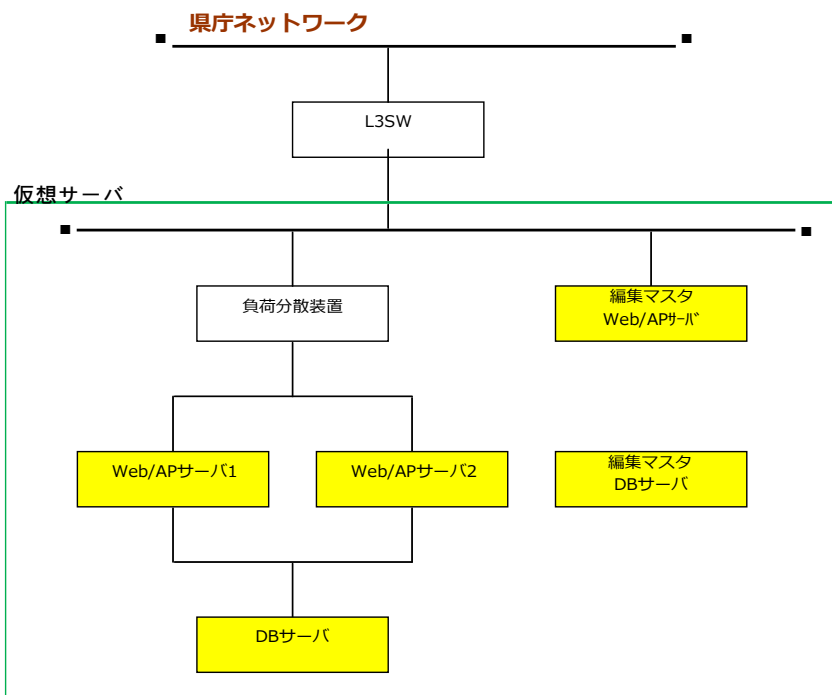 県庁ネットワーク
L3SW
仮想サーバ
負荷分散装置
編集マスタ
Web/APｻｰﾊﾞ
Web/APサーバ1
Web/APサーバ2
編集マスタ
DBサーバ
DBサーバ